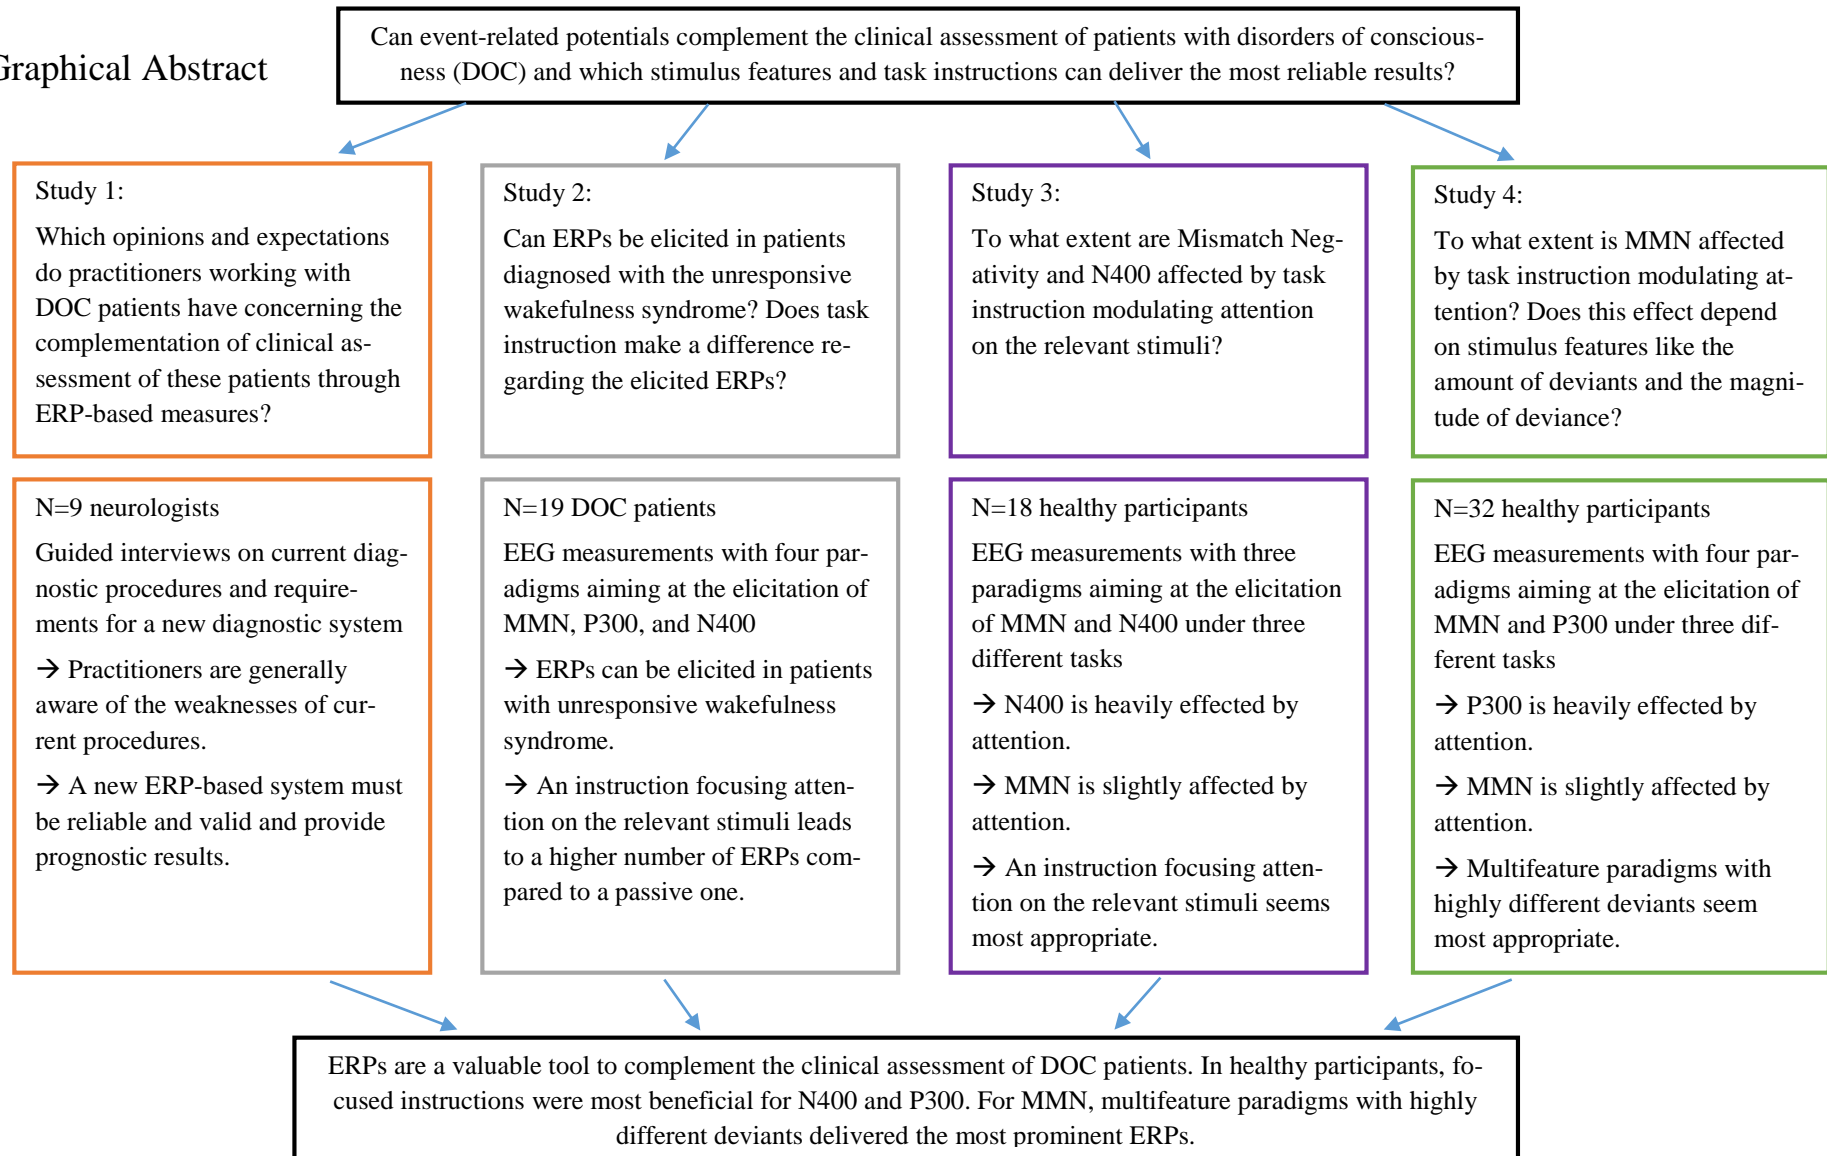 Graphical Abstract
Can event-related potentials complement the clinical assessment of patients with disorders of conscious-
ness (DOC) and which stimulus features and task instructions can deliver the most reliable results?
Study 1:
Which opinions and expectations
do practitioners working with
DOC patients have concerning the
complementation of clinical as-
sessment of these patients through
ERP-based measures?
Study 2:
Can ERPs be elicited in patients
diagnosed with the unresponsive
wakefulness syndrome? Does task
instruction make a difference re-
garding the elicited ERPs?
Study 3:
To what extent are Mismatch Neg-
ativity and N400 affected by task
instruction modulating attention
on the relevant stimuli?
Study 4:
To what extent is MMN affected
by task instruction modulating at-
tention? Does this effect depend
on stimulus features like the
amount of deviants and the magni-
tude of deviance?
N=9 neurologists
Guided interviews on current diag-
nostic procedures and require-
ments for a new diagnostic system
→ Practitioners are generally
aware of the weaknesses of cur-
rent procedures.
→ A new ERP-based system must
be reliable and valid and provide
prognostic results.
N=19 DOC patients
EEG measurements with four par-
adigms aiming at the elicitation of
MMN, P300, and N400
→ ERPs can be elicited in patients
with unresponsive wakefulness
syndrome.
→ An instruction focusing atten-
tion on the relevant stimuli leads
to a higher number of ERPs com-
pared to a passive one.
N=18 healthy participants
EEG measurements with three
paradigms aiming at the elicitation
of MMN and N400 under three
different tasks
→ N400 is heavily effected by
attention.
→ MMN is slightly affected by
attention.
→ An instruction focusing atten-
tion on the relevant stimuli seems
most appropriate.
N=32 healthy participants
EEG measurements with four par-
adigms aiming at the elicitation of
MMN and P300 under three dif-
ferent tasks
→ P300 is heavily effected by
attention.
→ MMN is slightly affected by
attention.
→ Multifeature paradigms with
highly different deviants seem
most appropriate.
ERPs are a valuable tool to complement the clinical assessment of DOC patients. In healthy participants, fo-
cused instructions were most beneficial for N400 and P300. For MMN, multifeature paradigms with highly
different deviants delivered the most prominent ERPs.